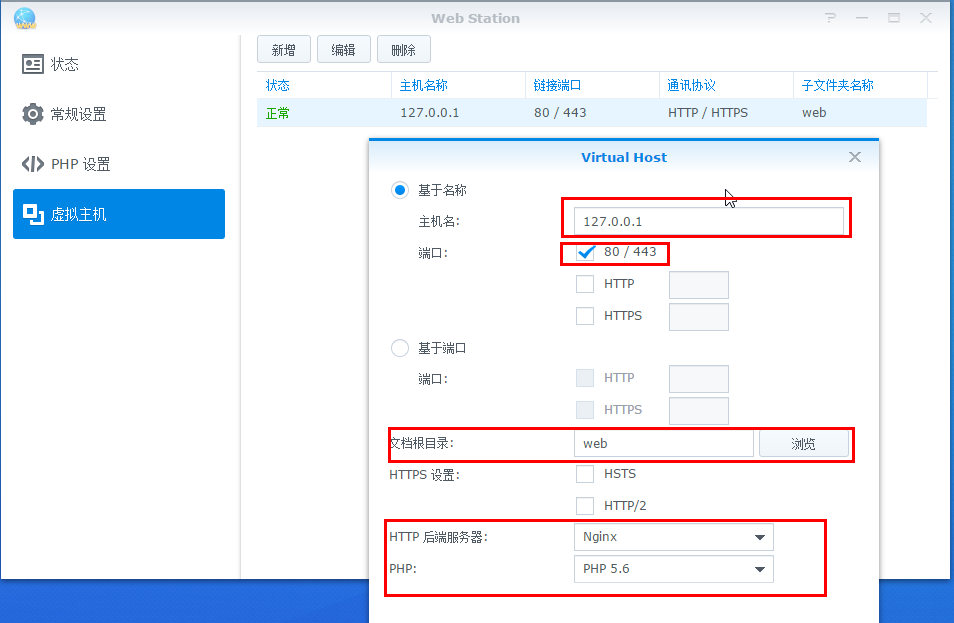 Web Station
状态
常规设置
PHP 设置
虚拟主机
新增 编辑 删除
状态 主机名称 链接端口 通讯协议 子文件夹名称
正常 127.0.0.1 80 / 443 HTTP / HTTPS web
Virtual Host
基于名称
主机名: 127.0.0.1
端口: 80 / 443
HTTP
HTTPS
基于端口
端口: HTTP
HTTPS
文档根目录: web 浏览
HTTPS 设置: HSTS
HTTP/2
HTTP 后端服务器: Nginx
PHP: PHP 5.6